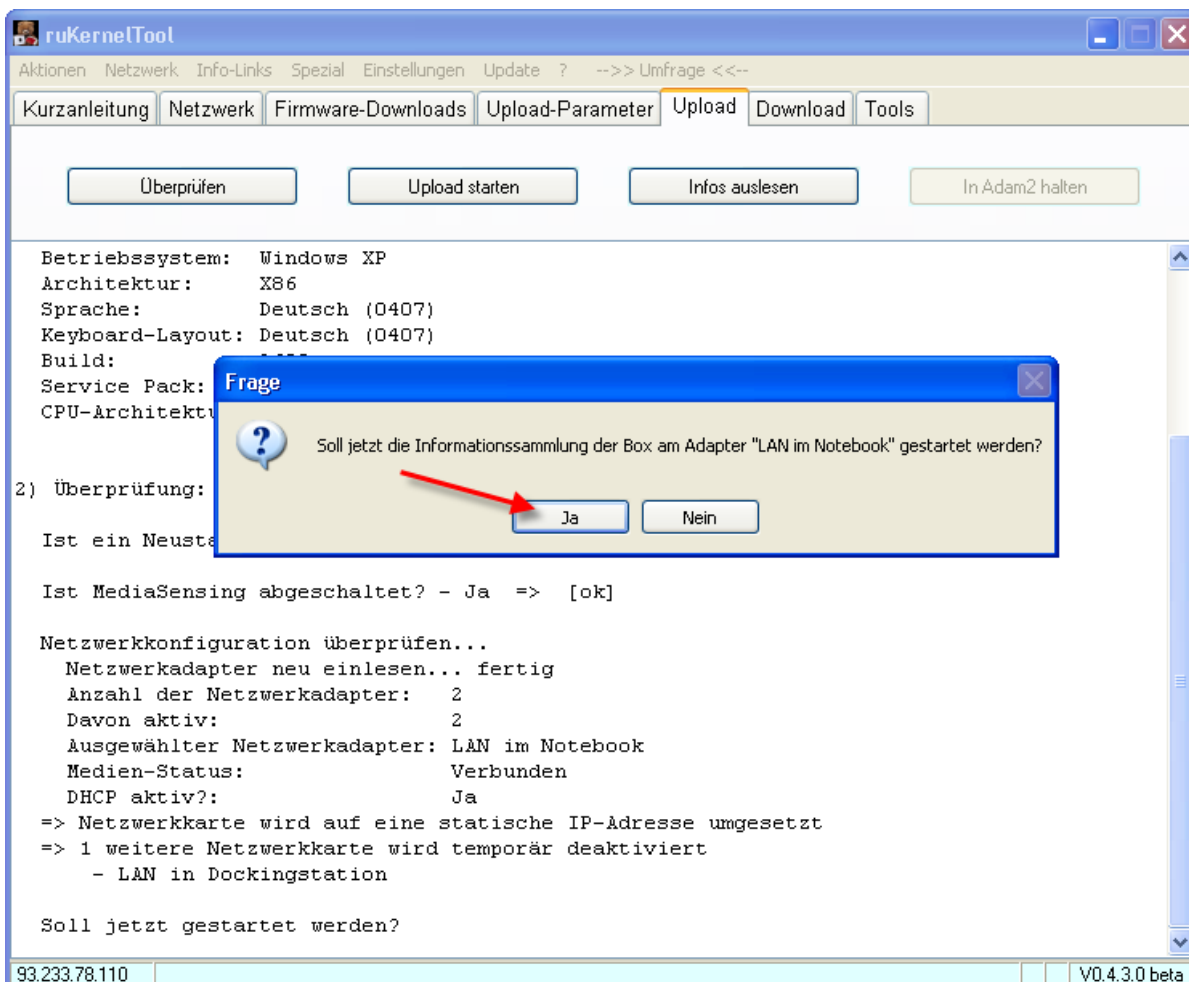 ruKernelTool
Aktionen Netzwerk Info-Links Spezial Einstellungen Update ? -->> Umfrage <<--
Kurzanleitung Netzwerk Firmware-Downloads Upload-Parameter Upload Download Tools
Überprüfen Upload starten Infos auslesen In Adam2 halten
Betriebssystem: Windows XP
Architektur: X86
Sprache: Deutsch (0407)
Keyboard-Layout: Deutsch (0407)
Build:
Service Pack:
CPU-Architektu
Frage
Soll jetzt die Informationssammlung der Box am Adapter "LAN im Notebook" gestartet werden?
Ja Nein
2) Überprüfung:
Ist ein Neusta
Ist MediaSensing abgeschaltet? - Ja => [ok]
Netzwerkkonfiguration überprüfen...
Netzwerkadapter neu einlesen... fertig
Anzahl der Netzwerkadapter: 2
Davon aktiv: 2
Ausgewählter Netzwerkadapter: LAN im Notebook
Medien-Status: Verbunden
DHCP aktiv?: Ja
=> Netzwerkkarte wird auf eine statische IP-Adresse umgesetzt
=> 1 weitere Netzwerkkarte wird temporär deaktiviert
- LAN in Dockingstation
Soll jetzt gestartet werden?
93.233.78.110 V0.4.3.0 beta